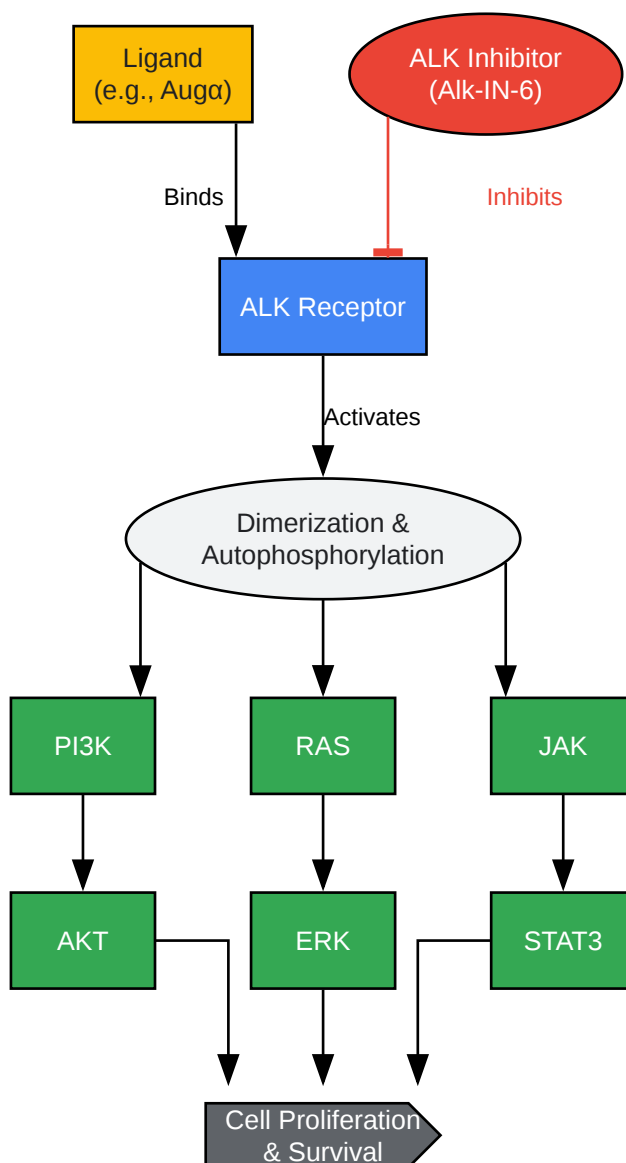 Ligand
(e.g., Augα)
ALK Inhibitor
(Alk-IN-6)
Binds
Inhibits
ALK Receptor
Activates
Dimerization &
Autophosphorylation
PI3K
RAS
JAK
AKT
ERK
STAT3
Cell Proliferation
& Survival